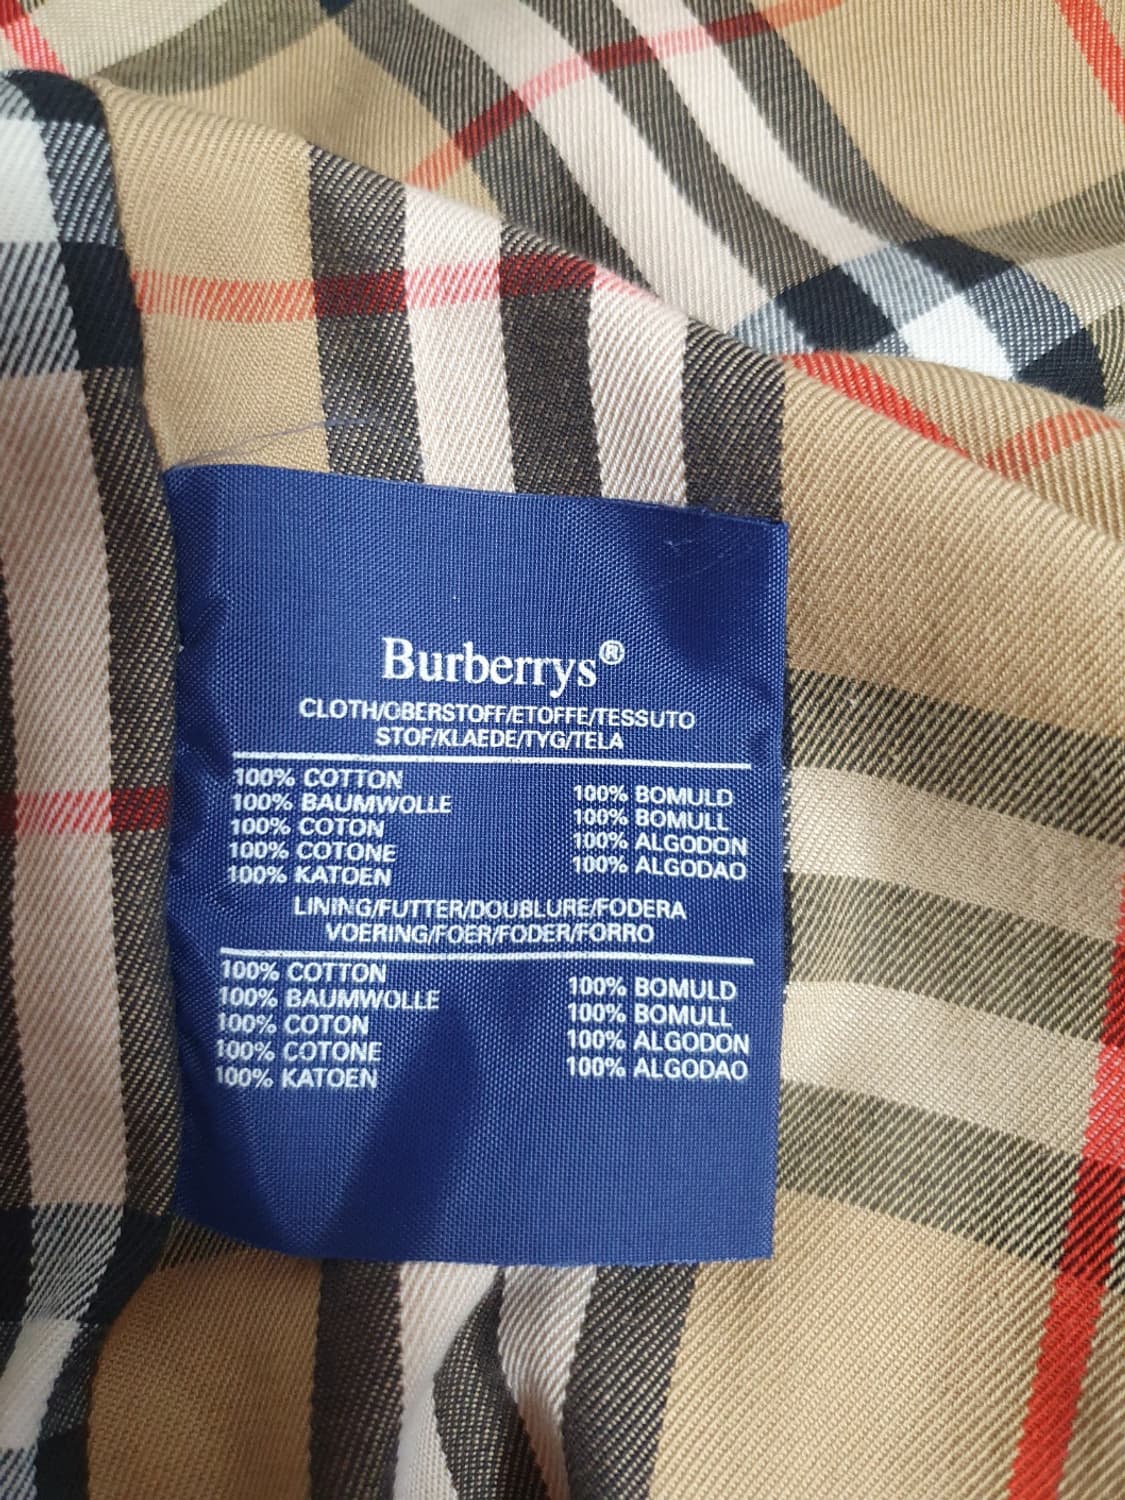 Burberrys®
CLOTH/OBERSTOFF/ETOFFE/TESSUTO
STOF/KLAEDE/TYG/TELA
100% COTTON
100% BAUMWOLLE
100% COTON
100% COTONE
100% KATOEN
100% BOMULD
100% BOMULL
100% ALGODON
100% ALGODAO
LINING/FUTTER/DOUBLURE/FODERA
VOERING/FOER/FODER/FORRO
100% COTTON
100% BAUMWOLLE
100% COTON
100% COTONE
100% KATOEN
100% BOMULD
100% BOMULL
100% ALGODON
100% ALGODAO